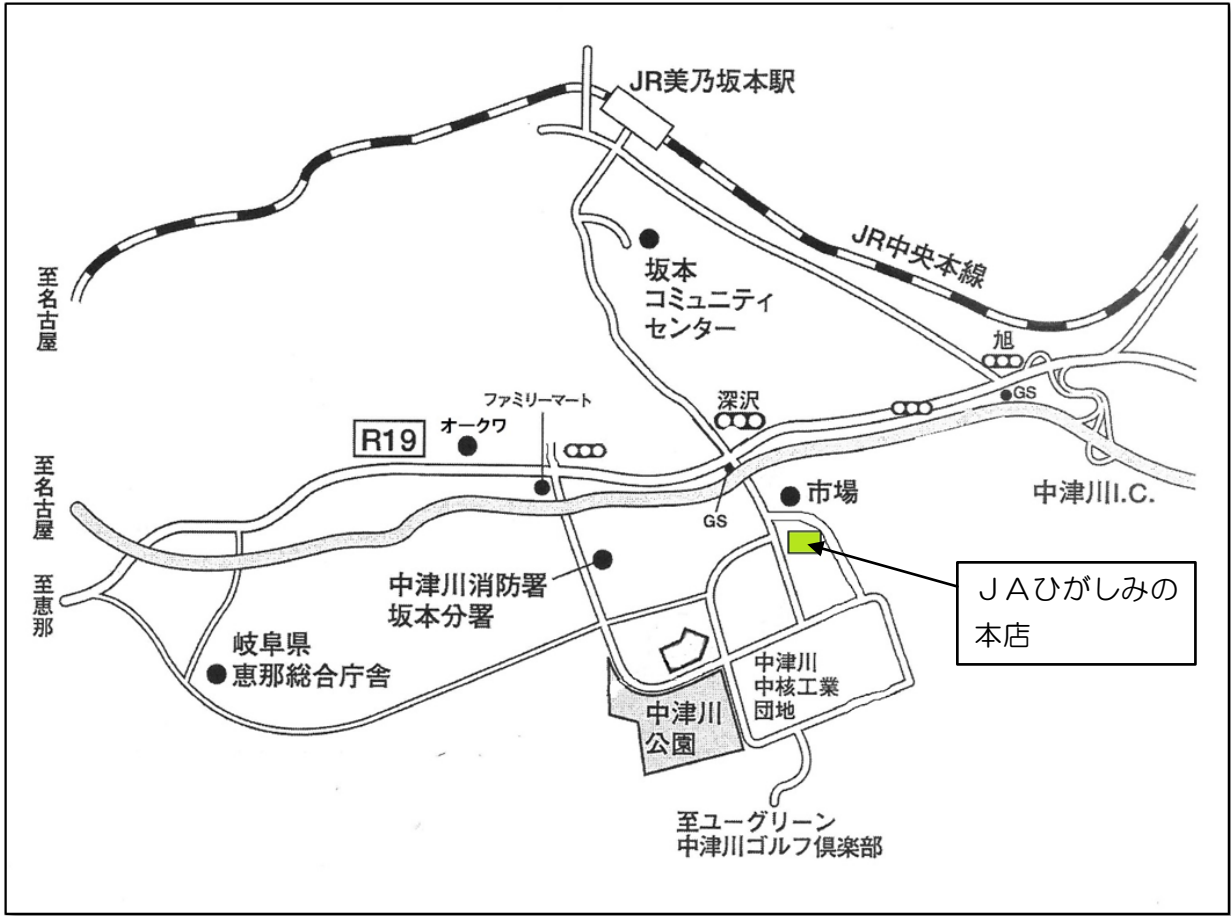 JR美乃坂本駅
JR中央本線
坂本
コミュニティ
センター
至名古屋
旭
GS
ファミリーマート
深沢
オークワ
R19
至名古屋
市場
中津川I.C.
GS
中津川消防署
坂本分署
JAひがしみの
本店
至恵那
岐阜県
恵那総合庁舎
中津川
中核工業
団地
中津川
公園
至ユーグリーン
中津川ゴルフ倶楽部